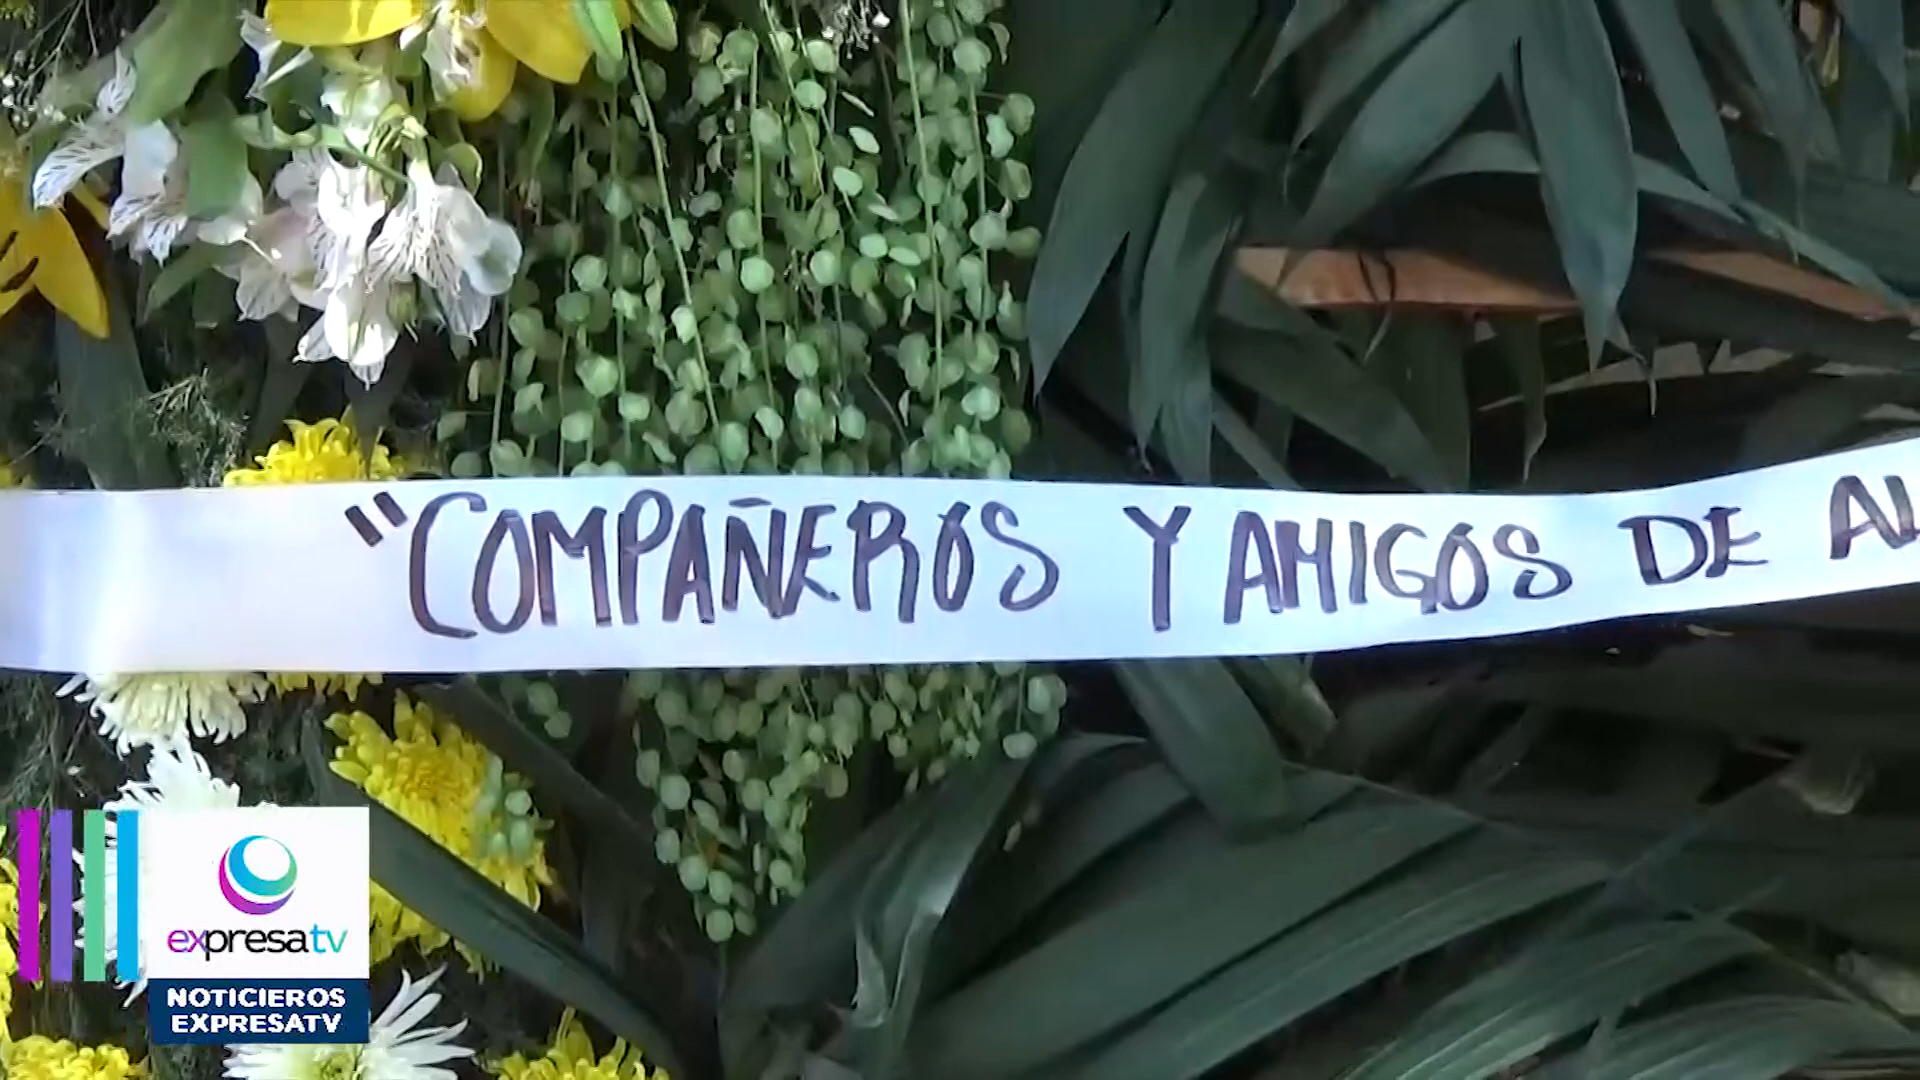 "COMPAÑEROS Y AMIGOS DE
expresatv
NOTICIEROS
EXPRESATV